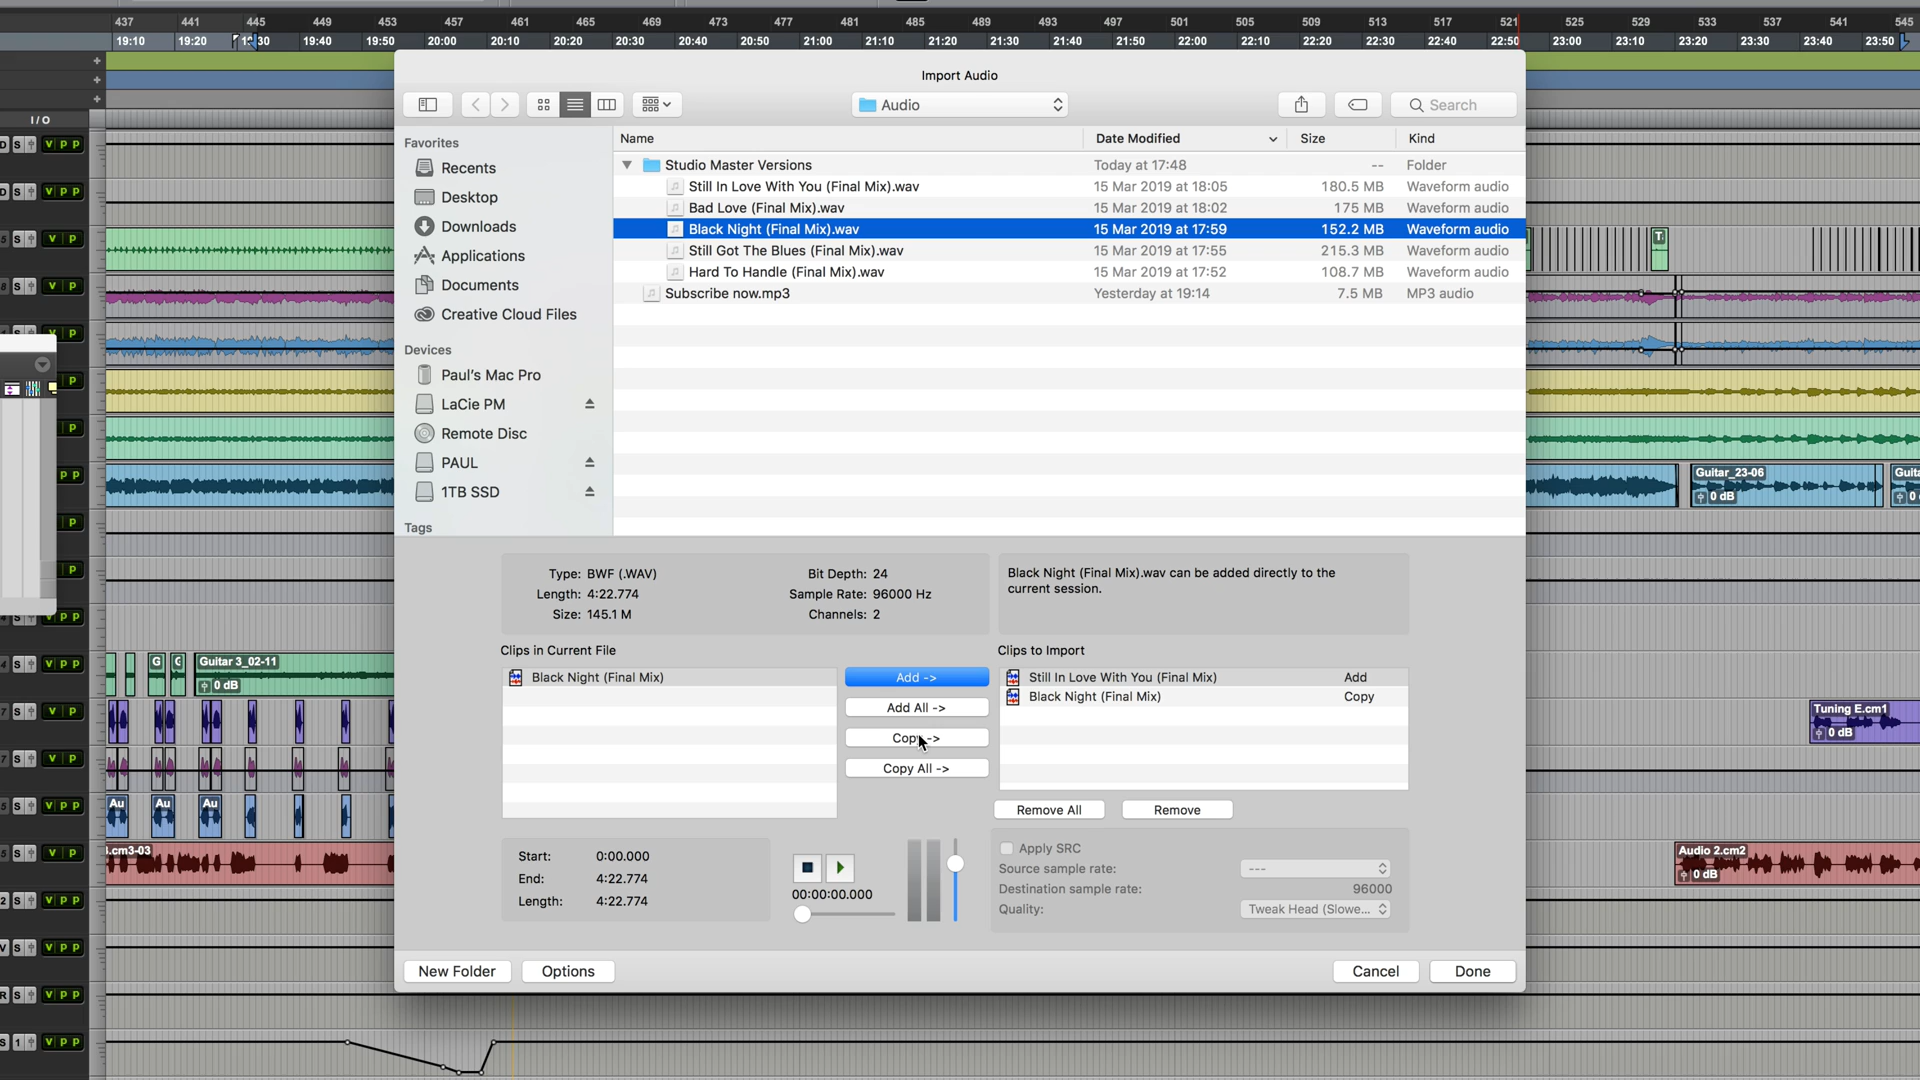 437 441 445 449 453 457 461 465 469 473 477 481 485 489 493 497 501 505 509 513 517 521 525 529 533 537 541 545
19:10 19:20 19:40 19:50 20:00 20:10 20:20 20:30 20:40 20:50 21:00 21:10 21:20 21:30 21:40 21:50 22:00 22:10 22:20 22:30 22:40 22:50 23:00 23:10 23:20 23:30 23:40 23:50
Import Audio
I/O
Audio
Search
Favorites
Recents
Desktop
Downloads
Applications
Documents
Creative Cloud Files
Devices
Paul's Mac Pro
LaCie PM
Remote Disc
PAUL
1TB SSD
Tags
Name Date Modified Size Kind
Studio Master Versions Today at 17:48 -- Folder
Still In Love With You (Final Mix).wav 15 Mar 2019 at 18:05 180.5 MB Waveform audio
Bad Love (Final Mix).wav 15 Mar 2019 at 18:02 175 MB Waveform audio
Black Night (Final Mix).wav 15 Mar 2019 at 17:59 152.2 MB Waveform audio
Still Got The Blues (Final Mix).wav 15 Mar 2019 at 17:55 215.3 MB Waveform audio
Hard To Handle (Final Mix).wav 15 Mar 2019 at 17:52 108.7 MB Waveform audio
Subscribe now.mp3 Yesterday at 19:14 7.5 MB MP3 audio
Type: BWF (.WAV) Bit Depth: 24
Length: 4:22.774 Sample Rate: 96000 Hz
Size: 145.1 M Channels: 2
Black Night (Final Mix).wav can be added directly to the
current session.
Clips in Current File
Black Night (Final Mix)
Add ->
Add All ->
Copy ->
Copy All ->
Clips to Import
Still In Love With You (Final Mix) Add
Black Night (Final Mix) Copy
Remove All Remove
Start: 0:00.000
End: 4:22.774
Length: 4:22.774
00:00:00.000
Apply SRC
Source sample rate: ---
Destination sample rate: 96000
Quality: Tweak Head (Slowe...
New Folder Options Cancel Done
Guitar_23-06
0 dB
Guitar 3_02-11
0 dB
G
Au Au Au
.cm3-03
Tuning E.cm1
0 dB
Audio 2.cm2
0 dB